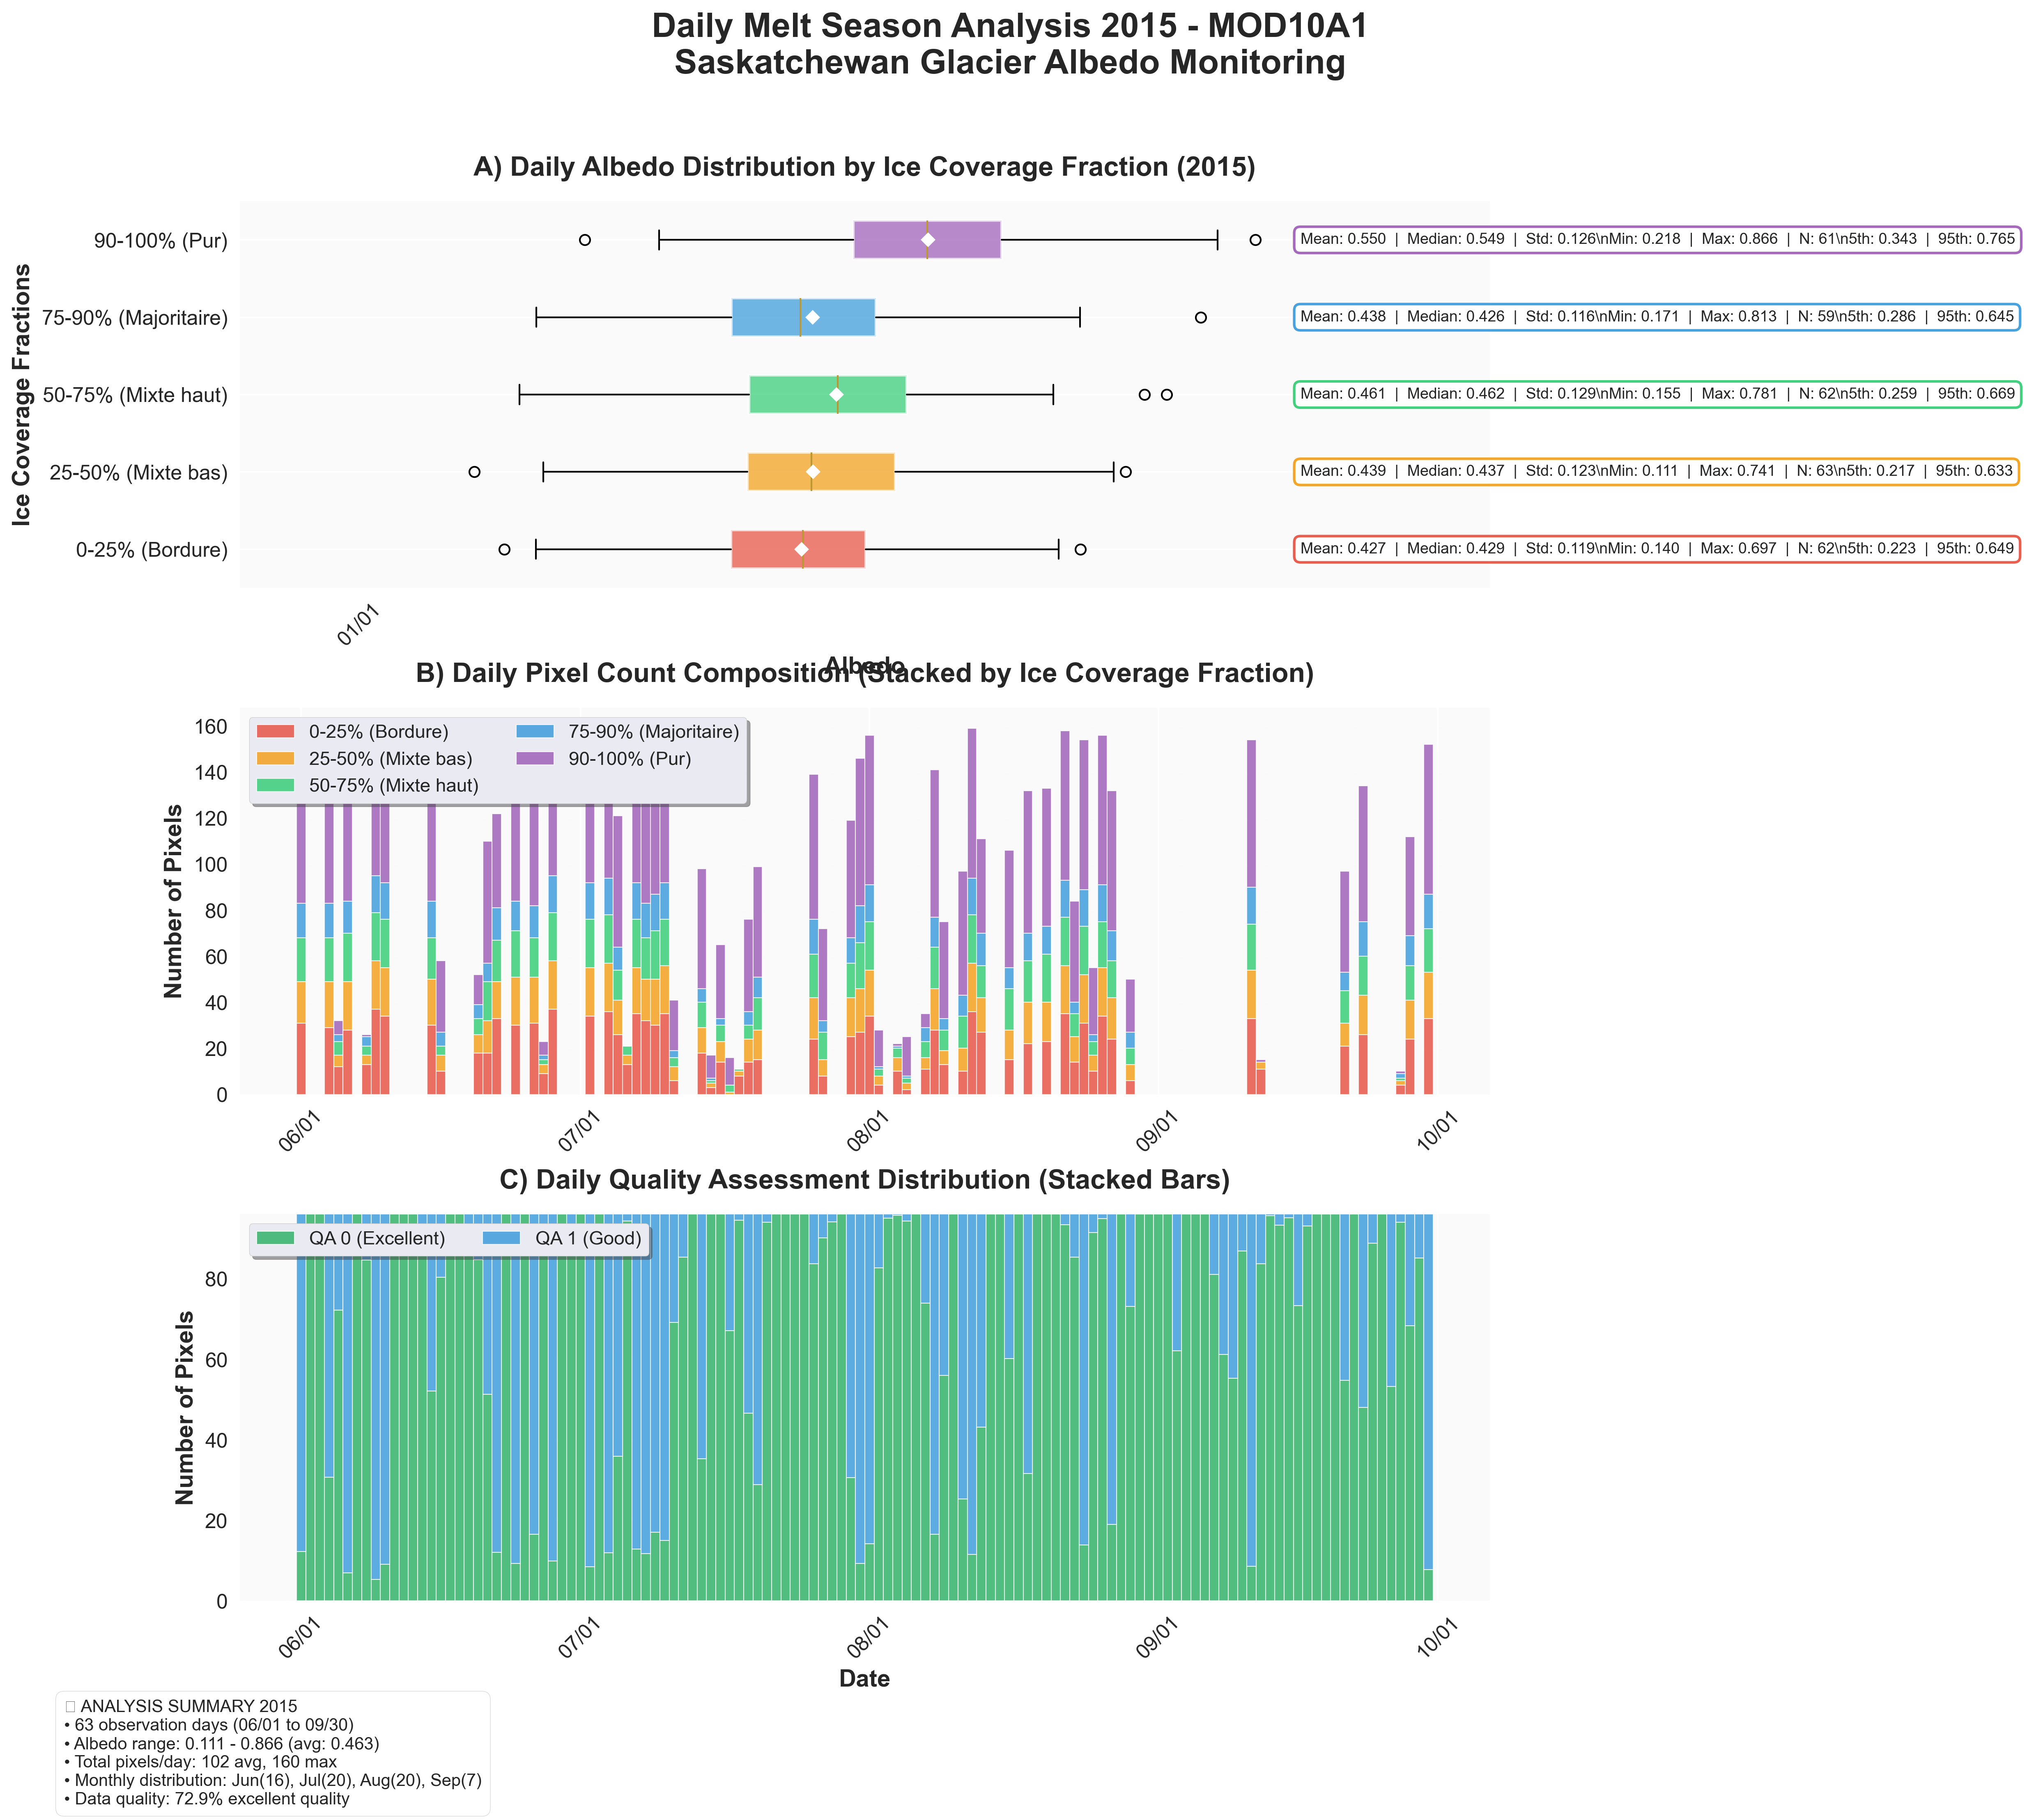 Daily Melt Season Analysis 2015 - MOD10A1
Saskatchewan Glacier Albedo Monitoring
A) Daily Albedo Distribution by Ice Coverage Fraction (2015)
Ice Coverage Fractions
90-100% (Pur)
Mean: 0.550 | Median: 0.549 | Std: 0.126\nMin: 0.218 | Max: 0.866 | N: 61\n5th: 0.343 | 95th: 0.765
75-90% (Majoritaire)
Mean: 0.438 | Median: 0.426 | Std: 0.116\nMin: 0.171 | Max: 0.813 | N: 59\n5th: 0.286 | 95th: 0.645
50-75% (Mixte haut)
Mean: 0.461 | Median: 0.462 | Std: 0.129\nMin: 0.155 | Max: 0.781 | N: 62\n5th: 0.259 | 95th: 0.669
25-50% (Mixte bas)
Mean: 0.439 | Median: 0.437 | Std: 0.123\nMin: 0.111 | Max: 0.741 | N: 63\n5th: 0.217 | 95th: 0.633
0-25% (Bordure)
Mean: 0.427 | Median: 0.429 | Std: 0.119\nMin: 0.140 | Max: 0.697 | N: 62\n5th: 0.223 | 95th: 0.649
01/01
Albedo
B) Daily Pixel Count Composition (Stacked by Ice Coverage Fraction)
Number of Pixels
160
140
120
100
80
60
40
20
0
0-25% (Bordure)
25-50% (Mixte bas)
50-75% (Mixte haut)
75-90% (Majoritaire)
90-100% (Pur)
06/01
07/01
08/01
09/01
10/01
C) Daily Quality Assessment Distribution (Stacked Bars)
Number of Pixels
QA 0 (Excellent)
QA 1 (Good)
80
60
40
20
0
06/01
07/01
08/01
09/01
10/01
Date
ANALYSIS SUMMARY 2015
• 63 observation days (06/01 to 09/30)
• Albedo range: 0.111 - 0.866 (avg: 0.463)
• Total pixels/day: 102 avg, 160 max
• Monthly distribution: Jun(16), Jul(20), Aug(20), Sep(7)
• Data quality: 72.9% excellent quality